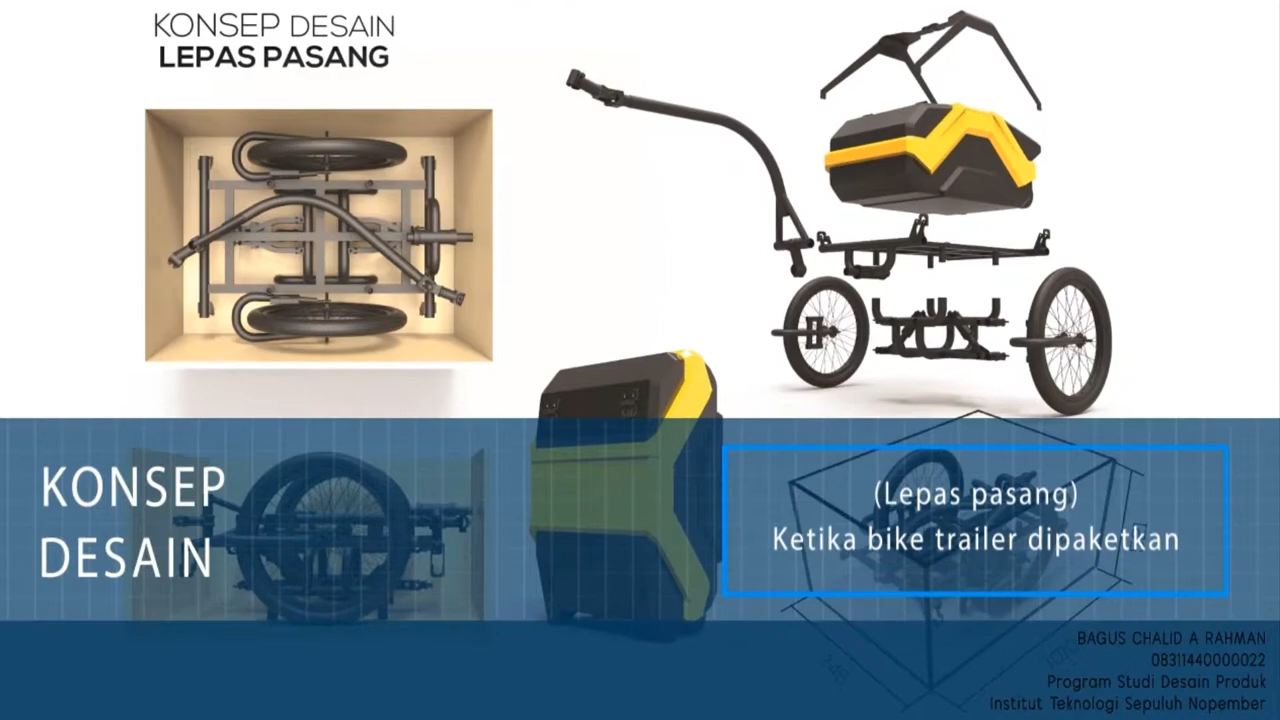 KONSEP DESAIN
LEPAS PASANG
KONSEP
DESAIN
(Lepas pasang)
Ketika bike trailer dipaketkan
BAGUS CHALID A RAHMAN
08311440000022
Program Studi Desain Produk
Institut Teknologi Sepuluh Nopember